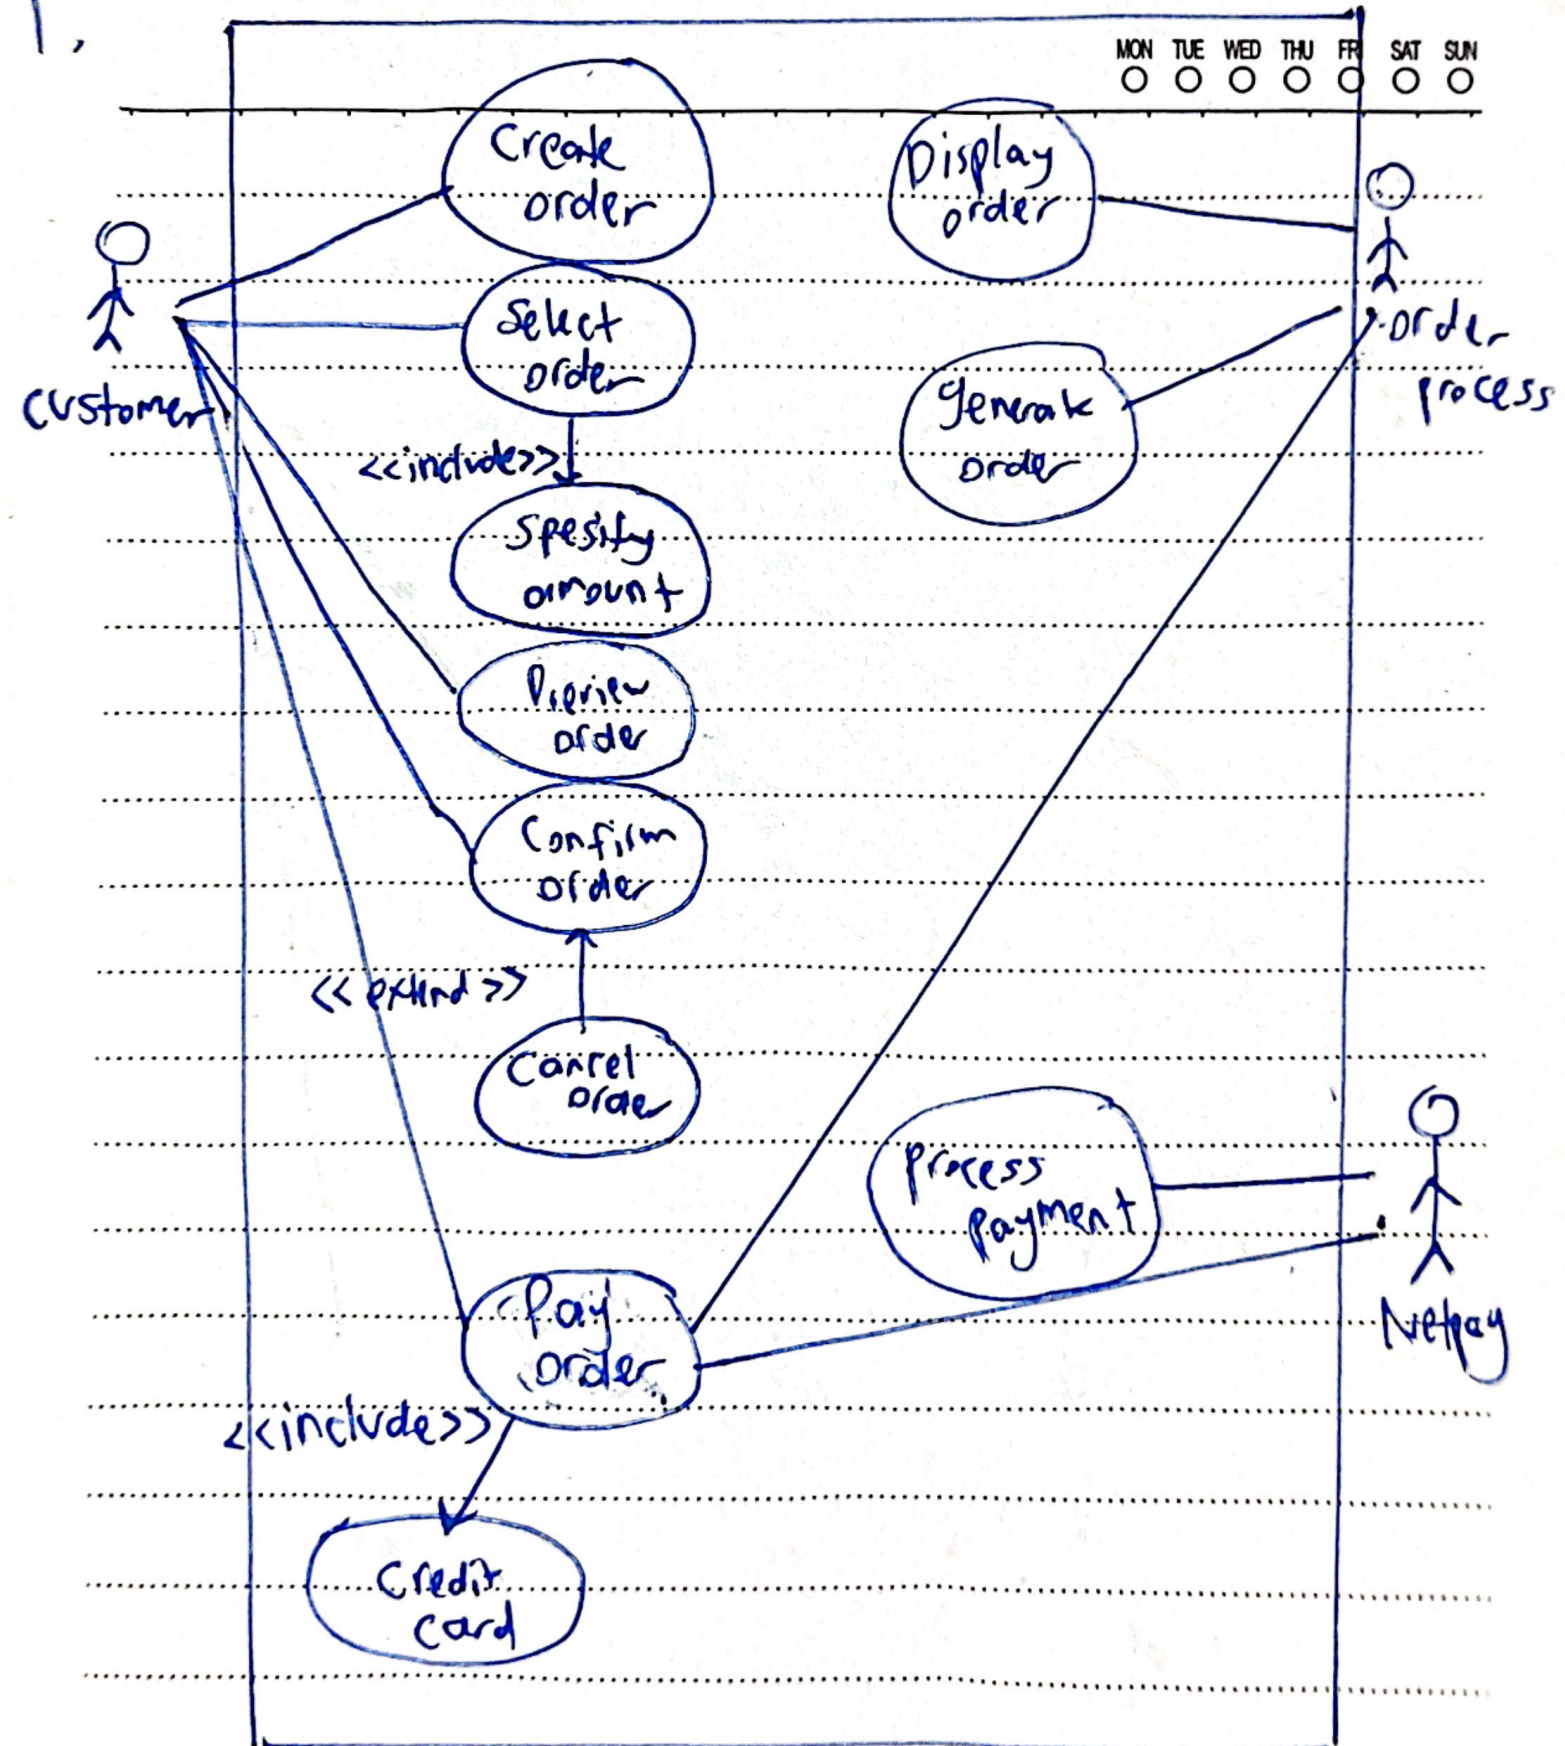 1.
MON TUE WED THU FRI SAT SUN
Create
order
Display
order
customer
Select
order
order
process
generate
order
<<include>>
Spesify
amount
Preview
order
Confirm
order
<<extend>>
Cancel
order
process
payment
Pay
order
Netpay
<<include>>
Credit
card